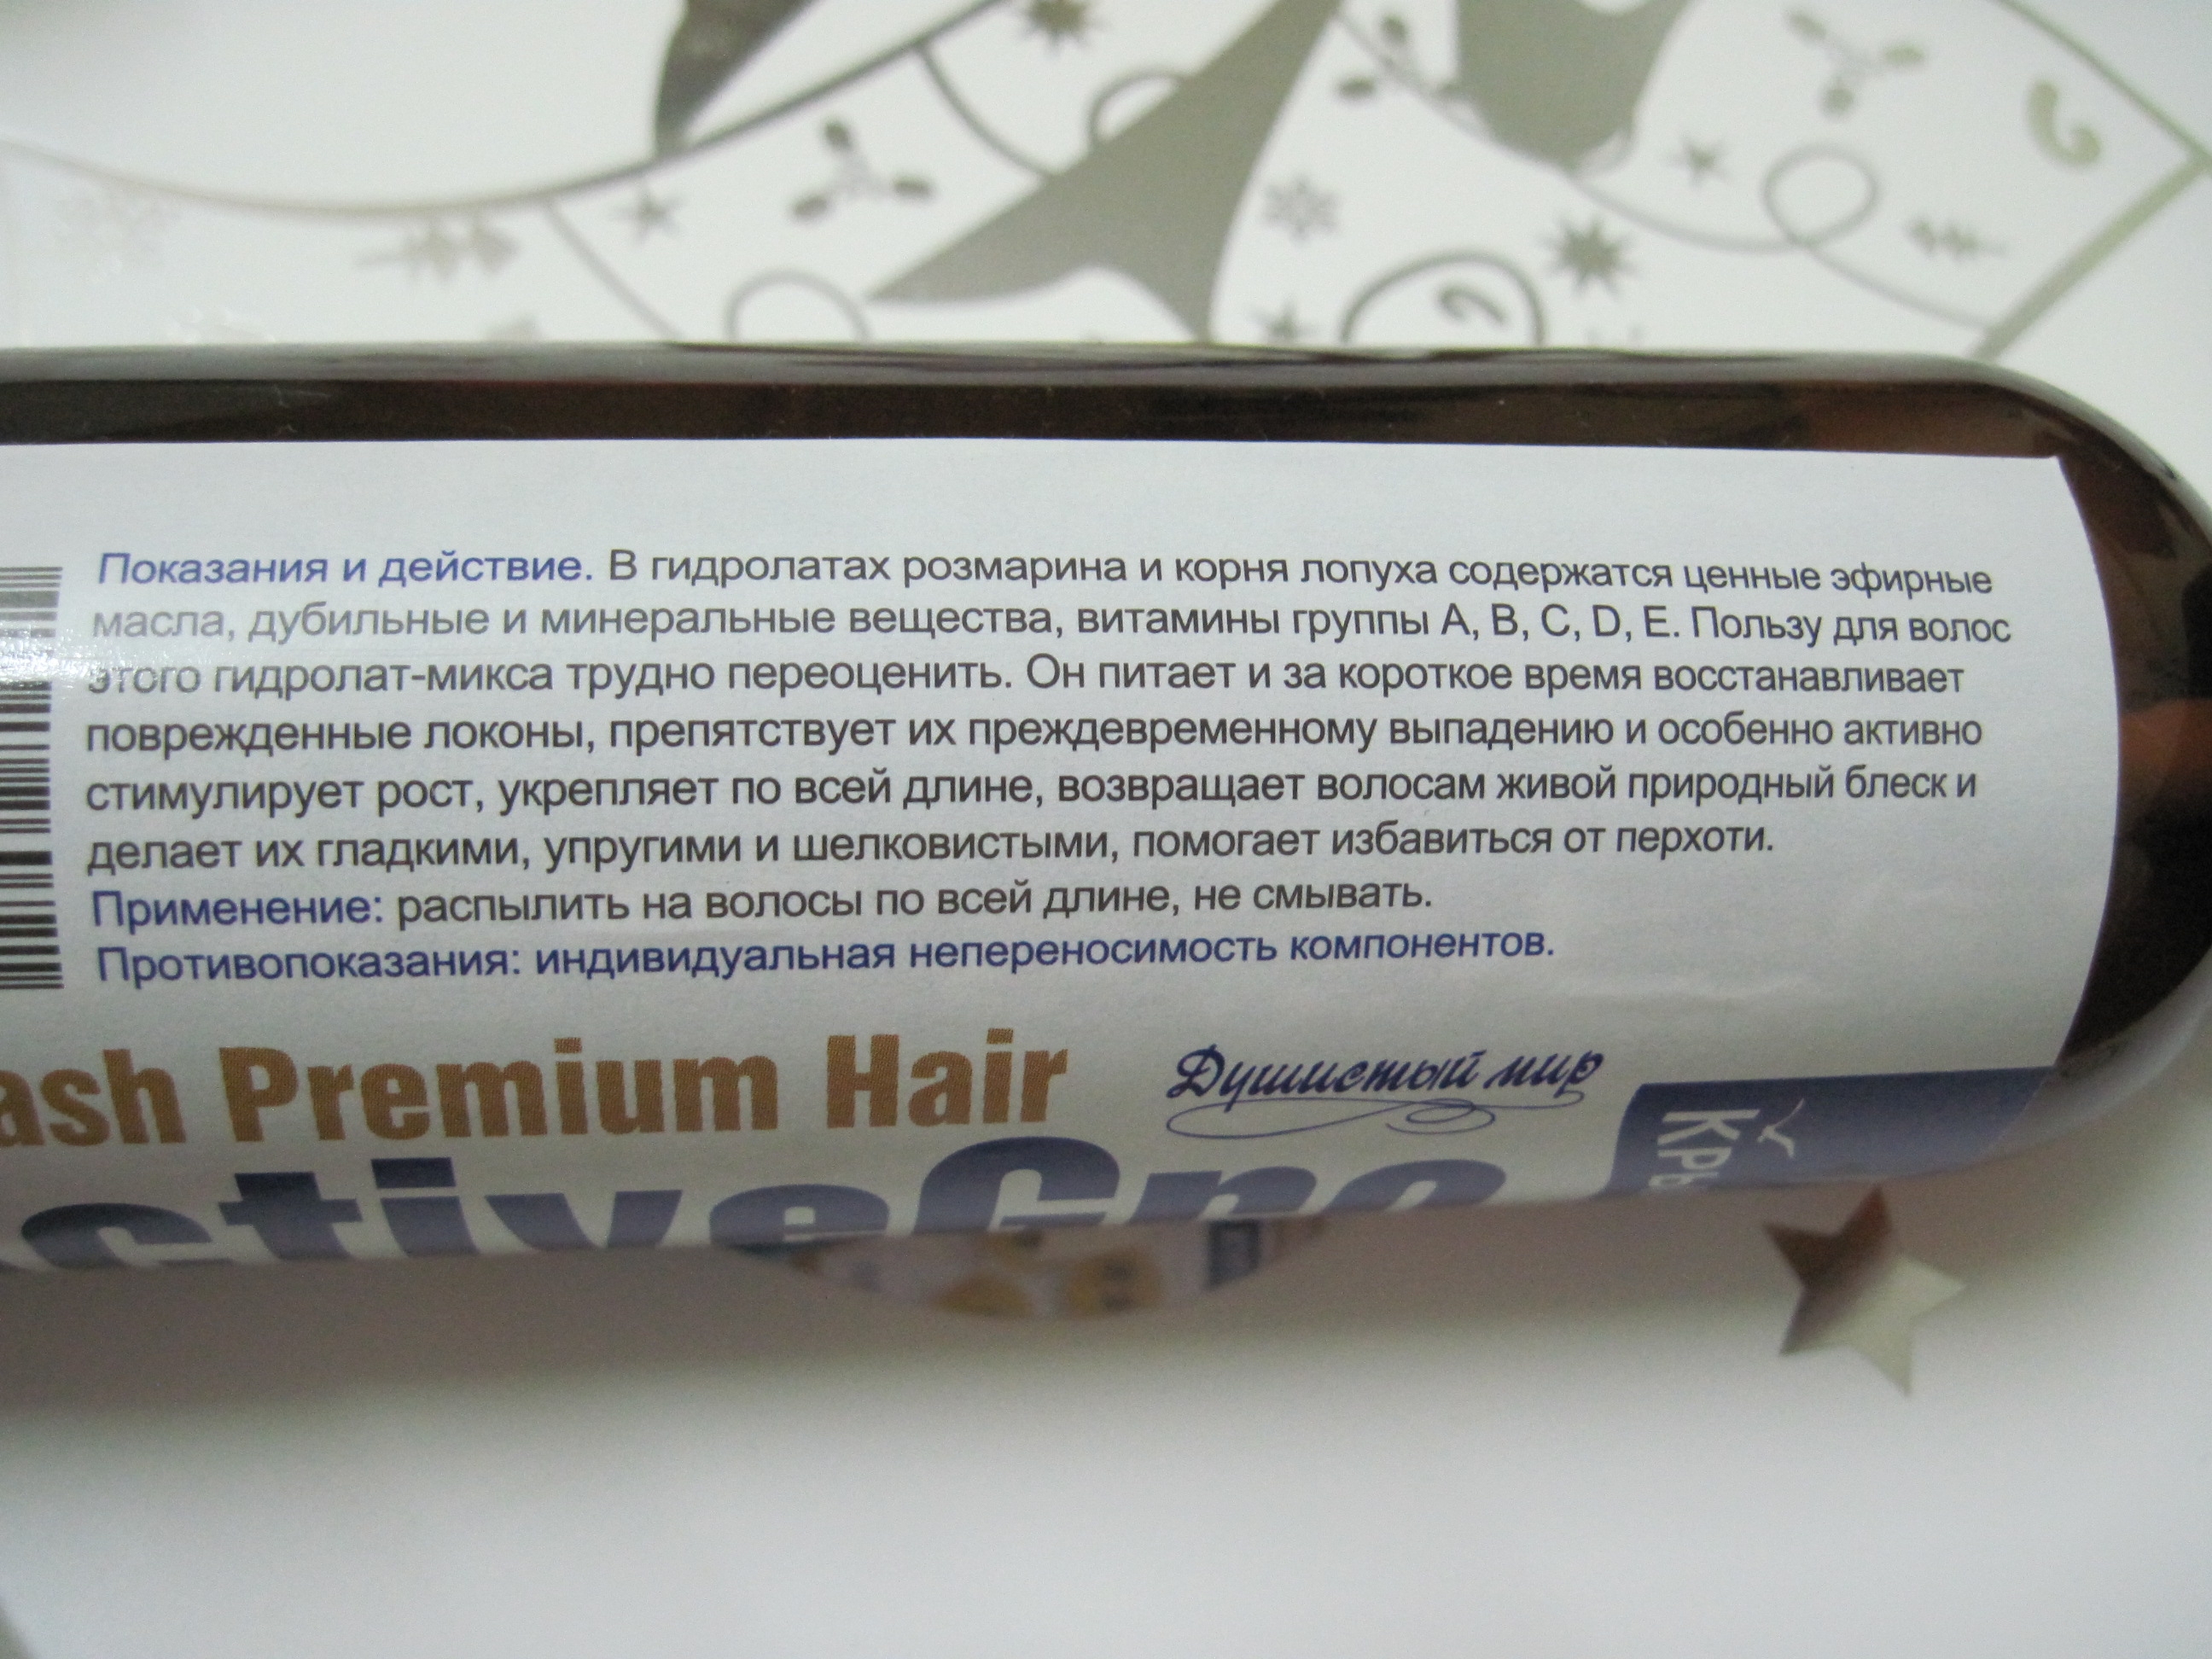 Показания и действие. В гидролатах розмарина и корня лопуха содержатся ценные эфирные
масла, дубильные и минеральные вещества, витамины группы А, В, С, D, Е. Пользу для волос
этого гидролат-микса трудно переоценить. Он питает и за короткое время восстанавливает
поврежденные локоны, препятствует их преждевременному выпадению и особенно активно
стимулирует рост, укрепляет по всей длине, возвращает волосам живой природный блеск и
делает их гладкими, упругими и шелковистыми, помогает избавиться от перхоти.
Применение: распылить на волосы по всей длине, не смывать.
Противопоказания: индивидуальная непереносимость компонентов.
ash Premium Hair
Душистый мир
ctiveGro